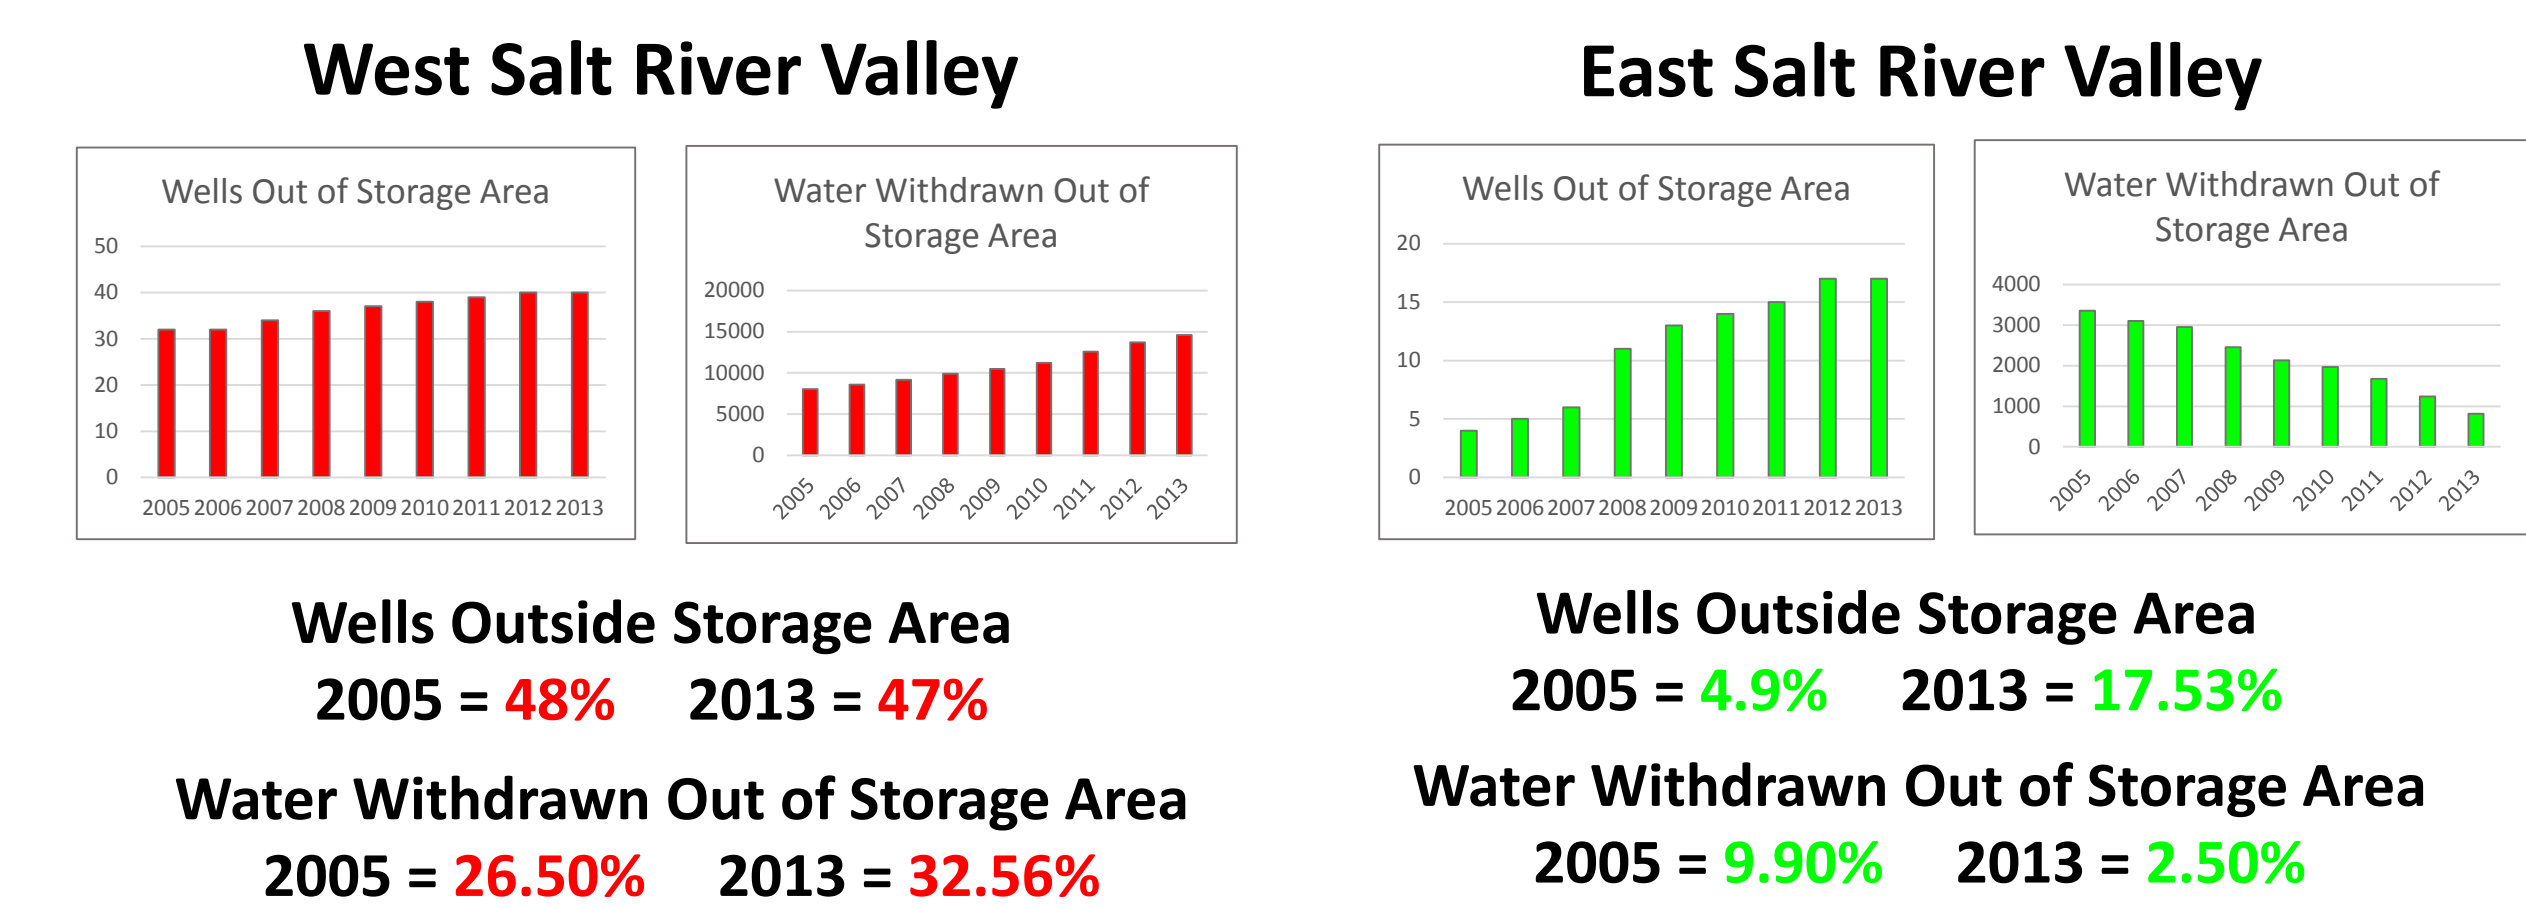 West Salt River Valley
Wells Out of Storage Area
50
40
30
20
10
0
2005 2006 2007 2008 2009 2010 2011 2012 2013
Water Withdrawn Out of
Storage Area
20000
15000
10000
5000
0
2005 2006 2007 2008 2009 2010 2011 2012 2013
Wells Outside Storage Area
2005 = 48% 2013 = 47%
Water Withdrawn Out of Storage Area
2005 = 26.50% 2013 = 32.56%
East Salt River Valley
Wells Out of Storage Area
20
15
10
5
0
2005 2006 2007 2008 2009 2010 2011 2012 2013
Water Withdrawn Out of
Storage Area
4000
3000
2000
1000
0
2005 2006 2007 2008 2009 2010 2011 2012 2013
Wells Outside Storage Area
2005 = 4.9% 2013 = 17.53%
Water Withdrawn Out of Storage Area
2005 = 9.90% 2013 = 2.50%